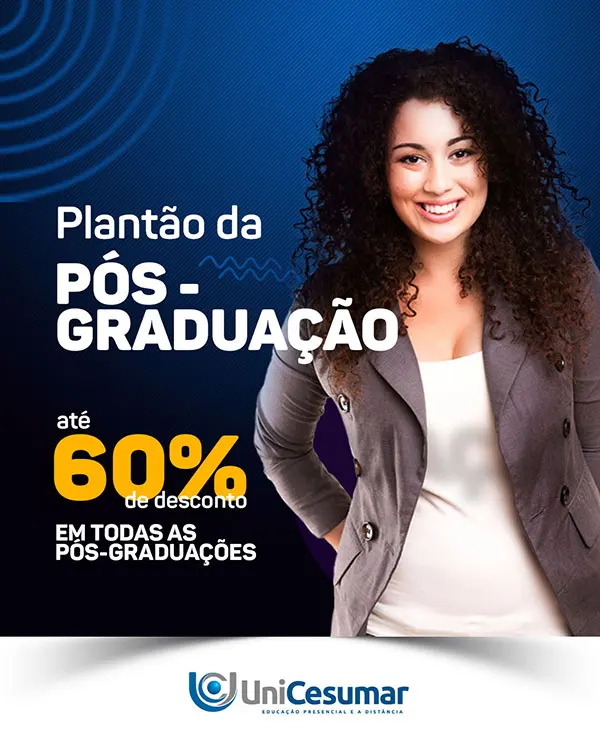 Plantão da
PÓS -
GRADUAÇÃO
até
60%
de desconto
EM TODAS AS
PÓS-GRADUAÇÕES
UniCesumar
EDUCAÇÃO PRESENCIAL E A DISTÂNCIA